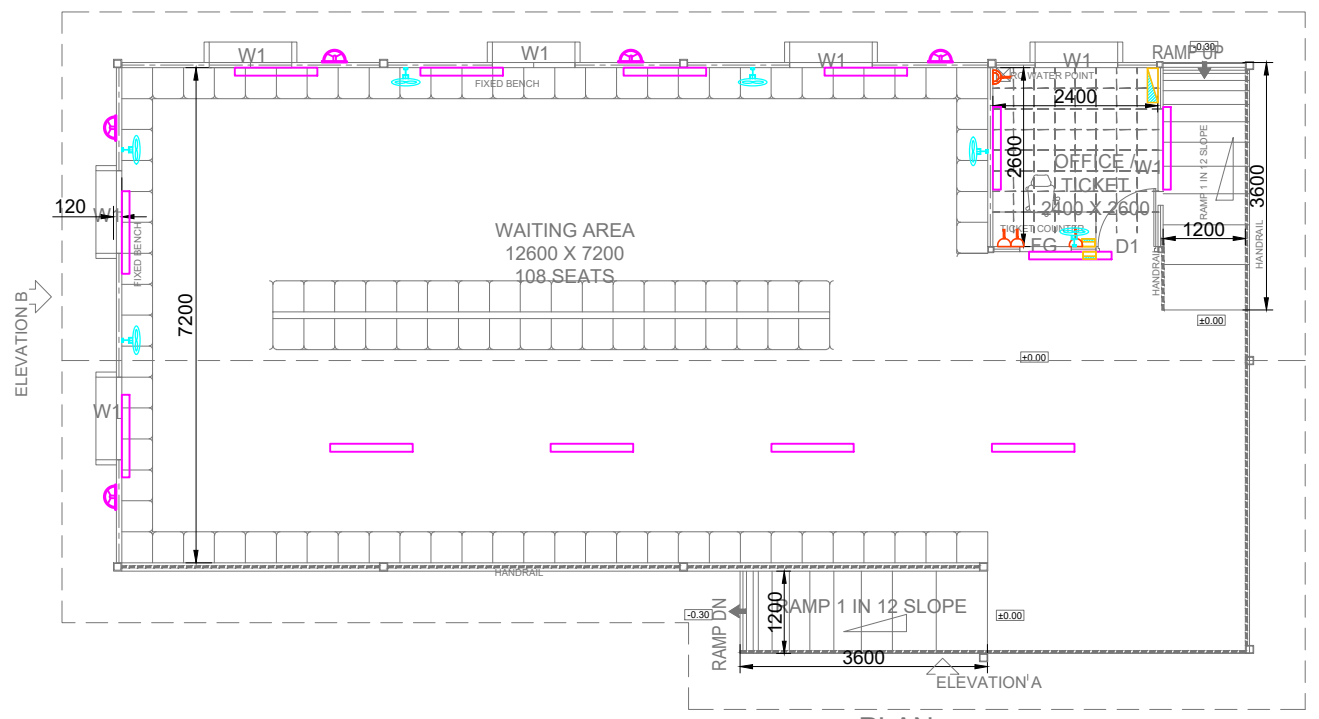 W1
W1
W1
W1
RAMP UP
-0.30
FIXED BENCH
RO WATER POINT
2400
2600
OFFICE /
TICKET
2400 X 2600
W1
TICKET COUNTER
FG
D1
RAMP 1 IN 12 SLOPE
3600
1200
HANDRAIL
HANDRAIL
±0.00
±0.00
120
W1
FIXED BENCH
WAITING AREA
12600 X 7200
108 SEATS
7200
ELEVATION B
W1
HANDRAIL
-0.30
RAMP DN
1200
RAMP 1 IN 12 SLOPE
±0.00
3600
ELEVATION A
PLAN